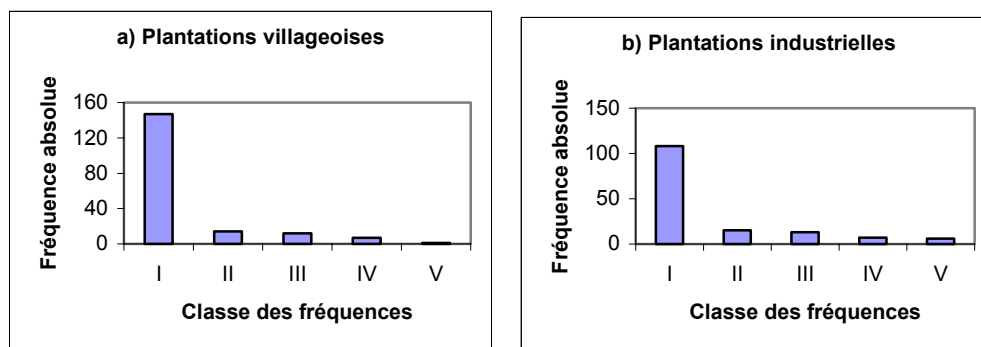 a) Plantations villageoises
Fréquence absolue
160
120
80
40
0
I II III IV V
Classe des fréquences
b) Plantations industrielles
Fréquence absolue
150
100
50
0
I II III IV V
Classe des fréquences